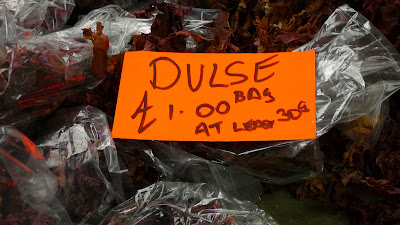 DULSE
£1.00 BAG
AT LEAST 30G